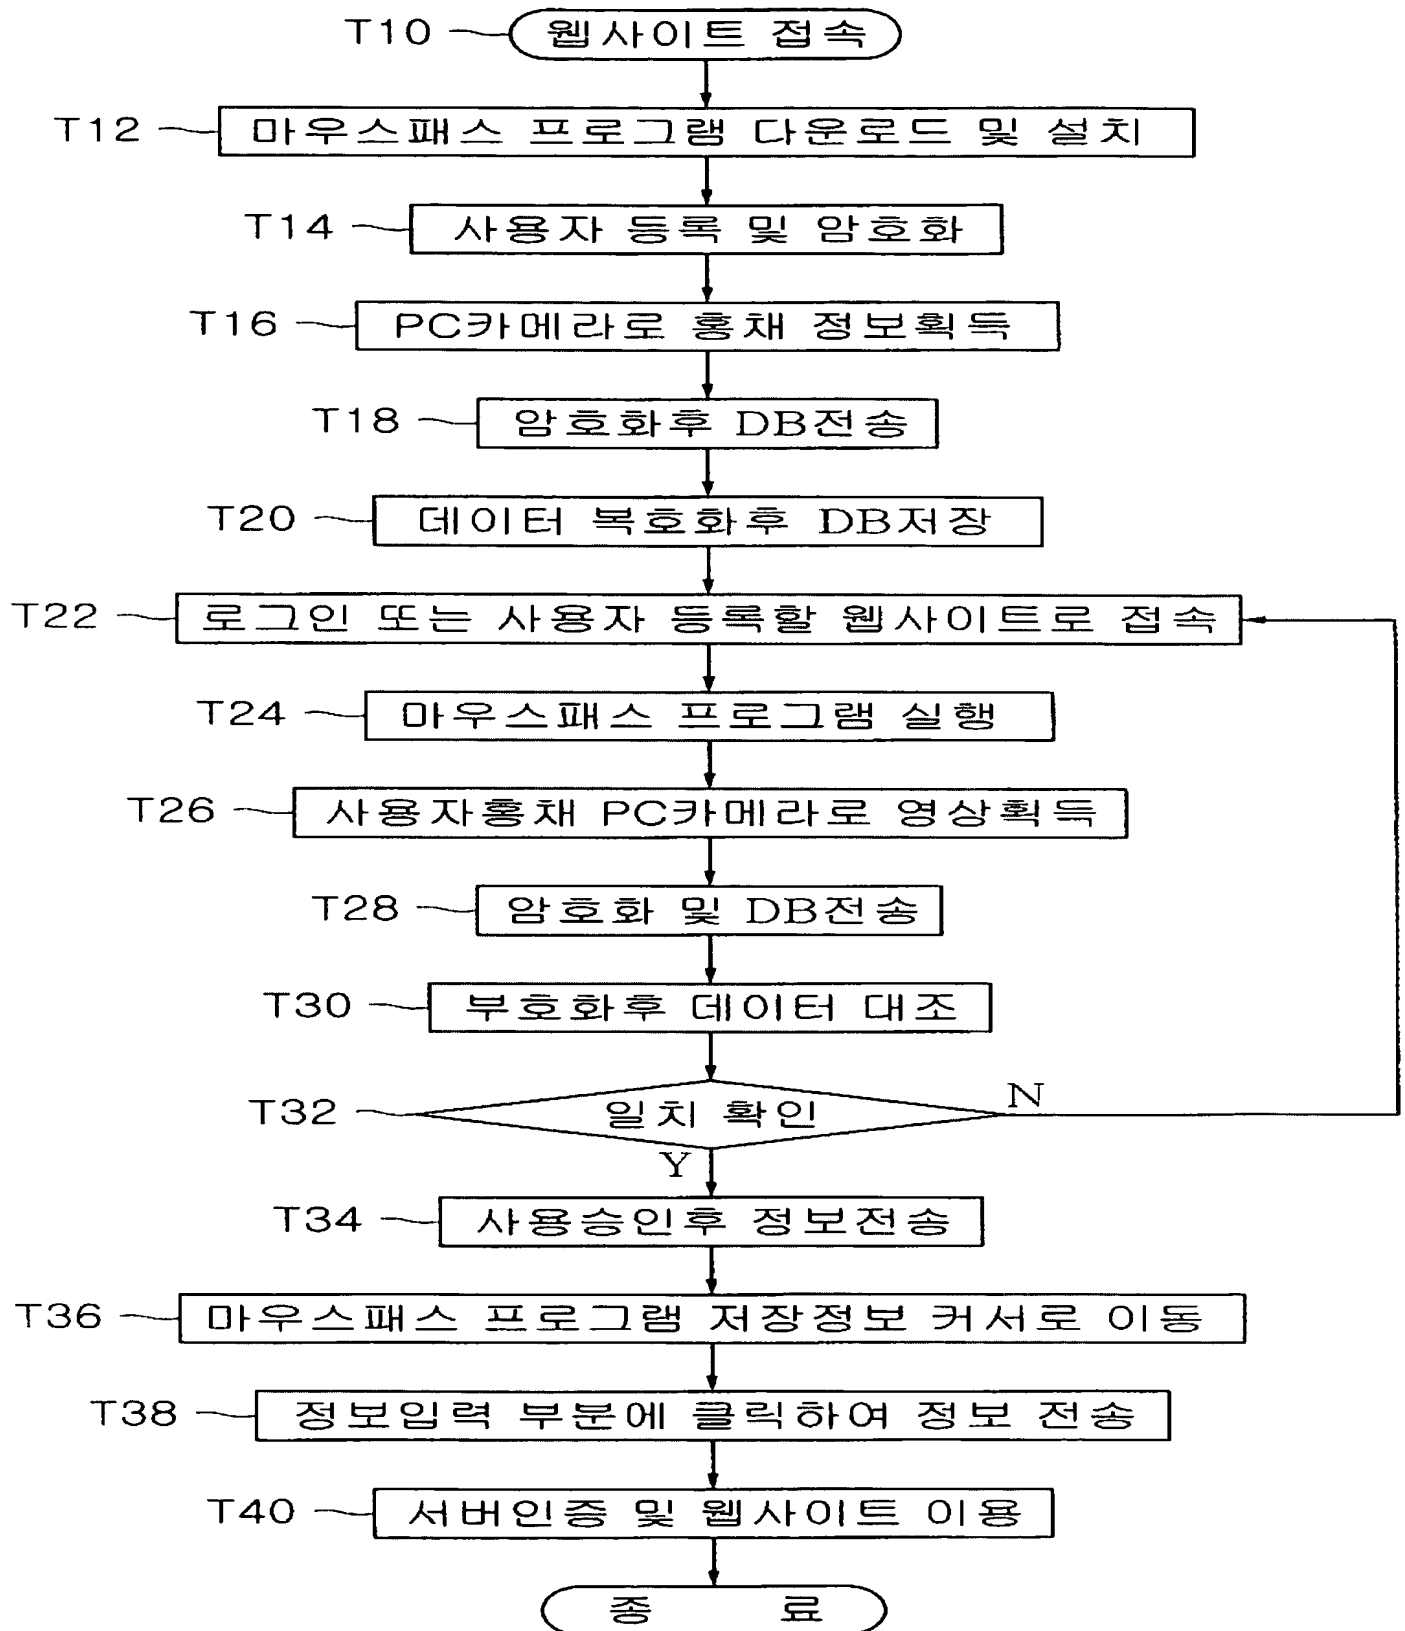 T10 웹사이트 접속
T12 마우스패스 프로그램 다운로드 및 설치
T14 사용자 등록 및 암호화
T16 PC카메라로 홍채 정보획득
T18 암호화후 DB전송
T20 데이터 복호화후 DB저장
T22 로그인 또는 사용자 등록할 웹사이트로 접속
T24 마우스패스 프로그램 실행
T26 사용자홍채 PC카메라로 영상획득
T28 암호화 및 DB전송
T30 부호화후 데이터 대조
T32 일치 확인 N
Y
T34 사용승인후 정보전송
T36 마우스패스 프로그램 저장정보 커서로 이동
T38 정보입력 부분에 클릭하여 정보 전송
T40 서버인증 및 웹사이트 이용
종 료